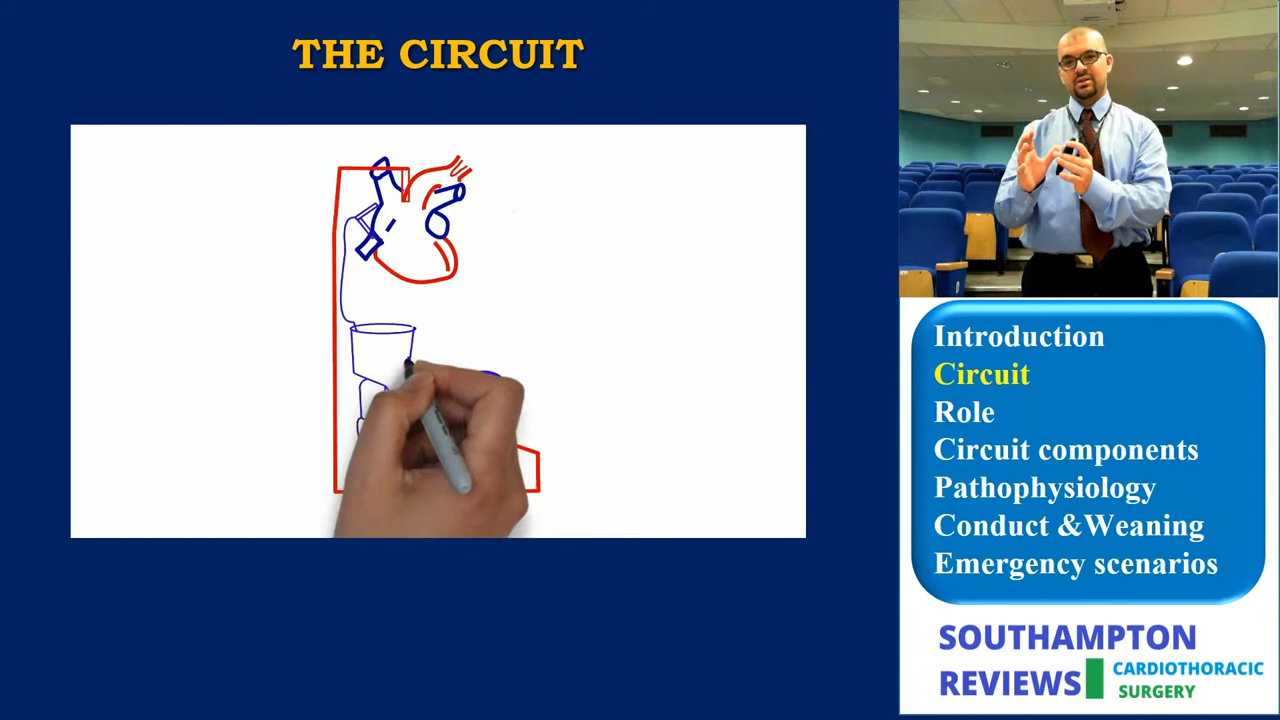 THE CIRCUIT
Introduction
Circuit
Role
Circuit components
Pathophysiology
Conduct &Weaning
Emergency scenarios
SOUTHAMPTON
REVIEWS
CARDIOTHORACIC
SURGERY